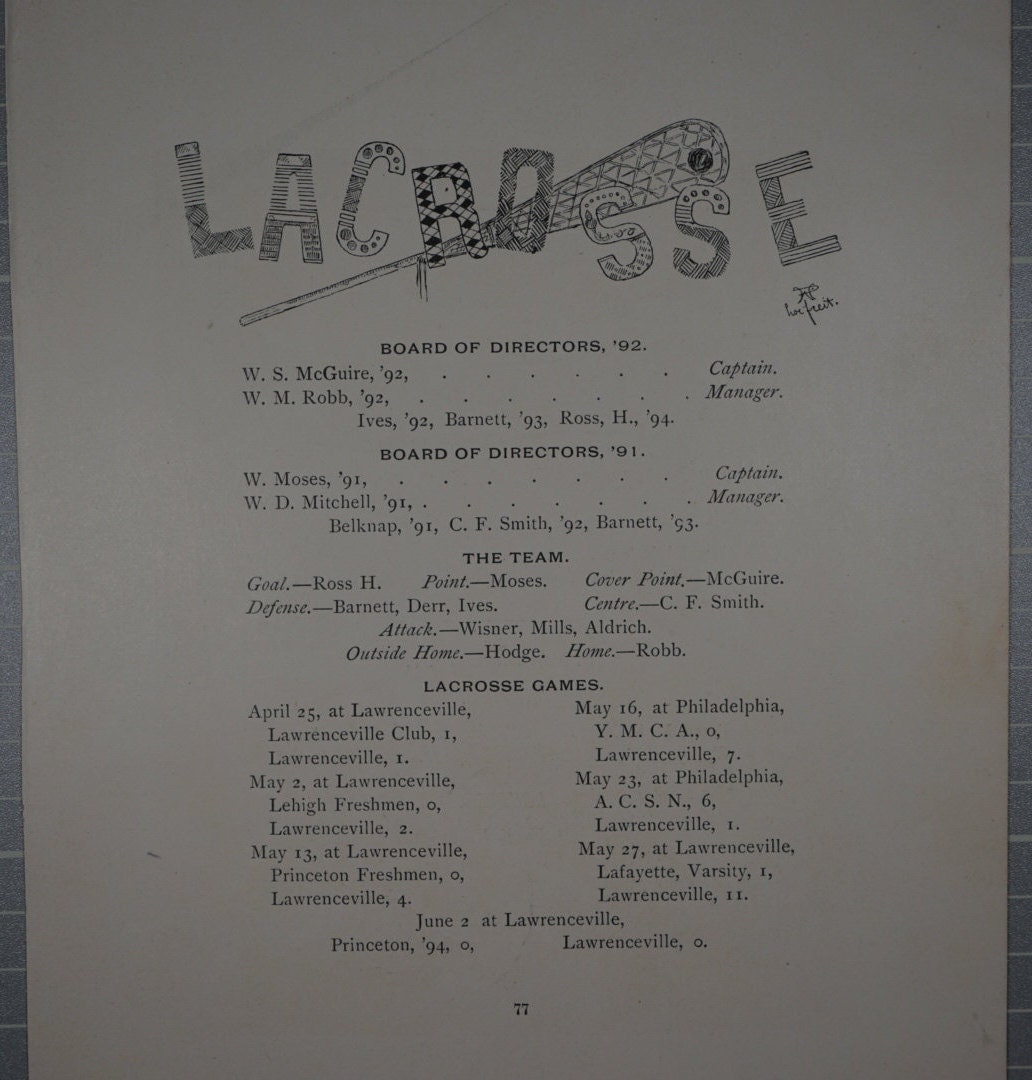 LACROSSE
hoc fecit.
BOARD OF DIRECTORS, '92.
W. S. McGuire, '92, . . . . . . Captain.
W. M. Robb, '92, . . . . . . . Manager.
Ives, '92, Barnett, '93, Ross, H., '94.
BOARD OF DIRECTORS, '91.
W. Moses, '91, . . . . . . Captain.
W. D. Mitchell, '91, . . . . . . . Manager.
Belknap, '91, C. F. Smith, '92, Barnett, '93.
THE TEAM.
Goal.—Ross H. Point.—Moses. Cover Point.—McGuire.
Defense.—Barnett, Derr, Ives. Centre.—C. F. Smith.
Attack.—Wisner, Mills, Aldrich.
Outside Home.—Hodge. Home.—Robb.
LACROSSE GAMES.
April 25, at Lawrenceville,
Lawrenceville Club, 1,
Lawrenceville, 1.
May 2, at Lawrenceville,
Lehigh Freshmen, 0,
Lawrenceville, 2.
May 13, at Lawrenceville,
Princeton Freshmen, 0,
Lawrenceville, 4.
May 16, at Philadelphia,
Y. M. C. A., 0,
Lawrenceville, 7.
May 23, at Philadelphia,
A. C. S. N., 6,
Lawrenceville, 1.
May 27, at Lawrenceville,
Lafayette, Varsity, 1,
Lawrenceville, 11.
June 2 at Lawrenceville,
Princeton, '94, 0, Lawrenceville, 0.
77